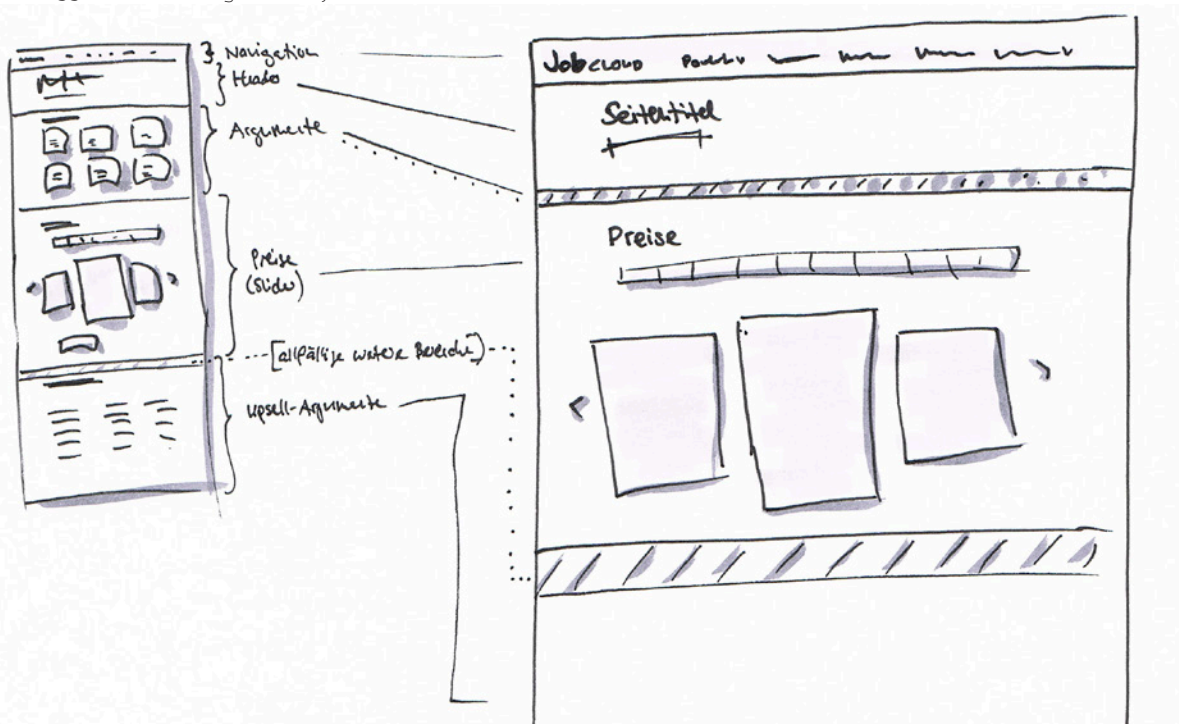 Navigation
Header
Argumente
Preise
(Slider)
[allfällige weitere Bereiche]
Upsell-Argumente
JobCLOUD
Seitentitel
Preise